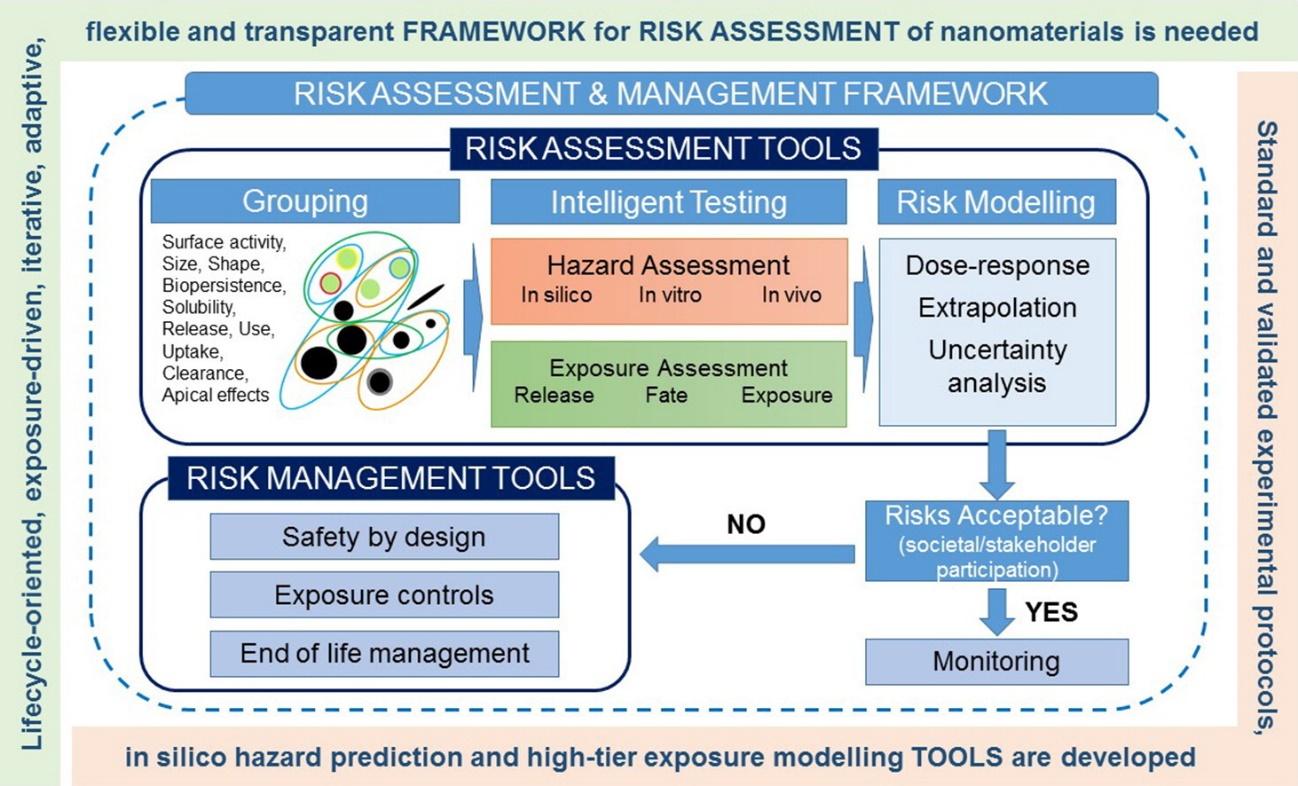 Lifecycle-oriented, exposure-driven, iterative, adaptive,
flexible and transparent FRAMEWORK for RISK ASSESSMENT of nanomaterials is needed
RISK ASSESSMENT & MANAGEMENT FRAMEWORK
RISK ASSESSMENT TOOLS
Grouping
Surface activity,
Size, Shape,
Biopersistence,
Solubility,
Release, Use,
Uptake,
Clearance,
Apical effects
Intelligent Testing
Hazard Assessment
In silico In vitro In vivo
Exposure Assessment
Release Fate Exposure
Risk Modelling
Dose-response
Extrapolation
Uncertainty
analysis
Risks Acceptable?
(societal/stakeholder
participation)
NO
YES
Monitoring
RISK MANAGEMENT TOOLS
Safety by design
Exposure controls
End of life management
Standard and validated experimental protocols,
in silico hazard prediction and high-tier exposure modelling TOOLS are developed